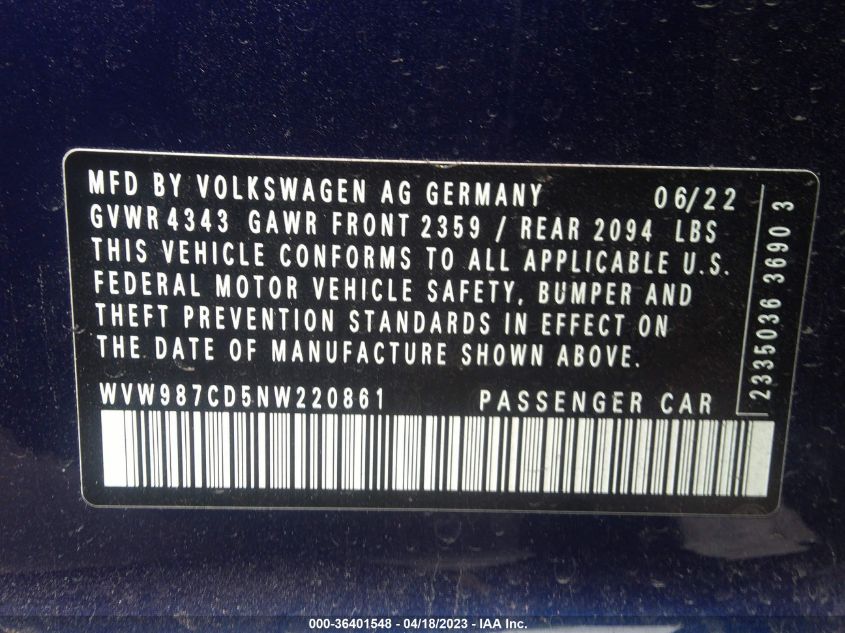 MFD BY VOLKSWAGEN AG GERMANY 06/22
GVWR 4343 GAWR FRONT 2359 / REAR 2094 LBS
THIS VEHICLE CONFORMS TO ALL APPLICABLE U.S.
FEDERAL MOTOR VEHICLE SAFETY, BUMPER AND
THEFT PREVENTION STANDARDS IN EFFECT ON
THE DATE OF MANUFACTURE SHOWN ABOVE.
WVW987CD5NW220861 PASSENGER CAR
2335036 3690 3
000-36401548 - 04/18/2023 - IAA Inc.